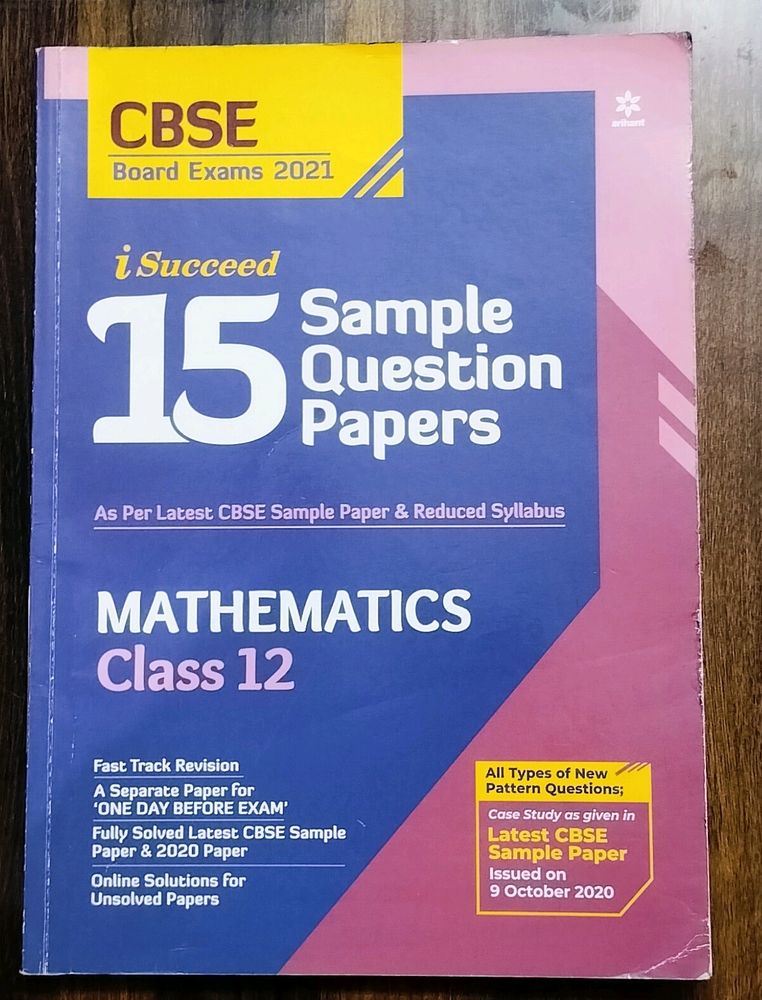 CBSE
Board Exams 2021
arihant
i Succeed
15
Sample
Question
Papers
As Per Latest CBSE Sample Paper & Reduced Syllabus
MATHEMATICS
Class 12
Fast Track Revision
A Separate Paper for
‘ONE DAY BEFORE EXAM’
Fully Solved Latest CBSE Sample
Paper & 2020 Paper
Online Solutions for
Unsolved Papers
All Types of New
Pattern Questions;
Case Study as given in
Latest CBSE
Sample Paper
Issued on
9 October 2020